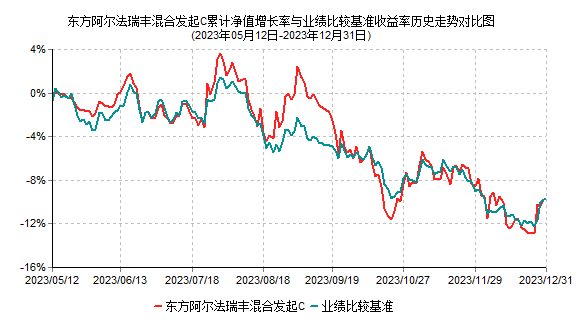 东方阿尔法瑞丰混合发起C累计净值增长率与业绩比较基准收益率历史走势对比图
(2023年05月12日-2023年12月31日)
4%
0%
-4%
-8%
-12%
-16%
2023/05/12 2023/06/13 2023/07/18 2023/08/18 2023/09/19 2023/10/27 2023/11/29 2023/12/31
东方阿尔法瑞丰混合发起C 业绩比较基准